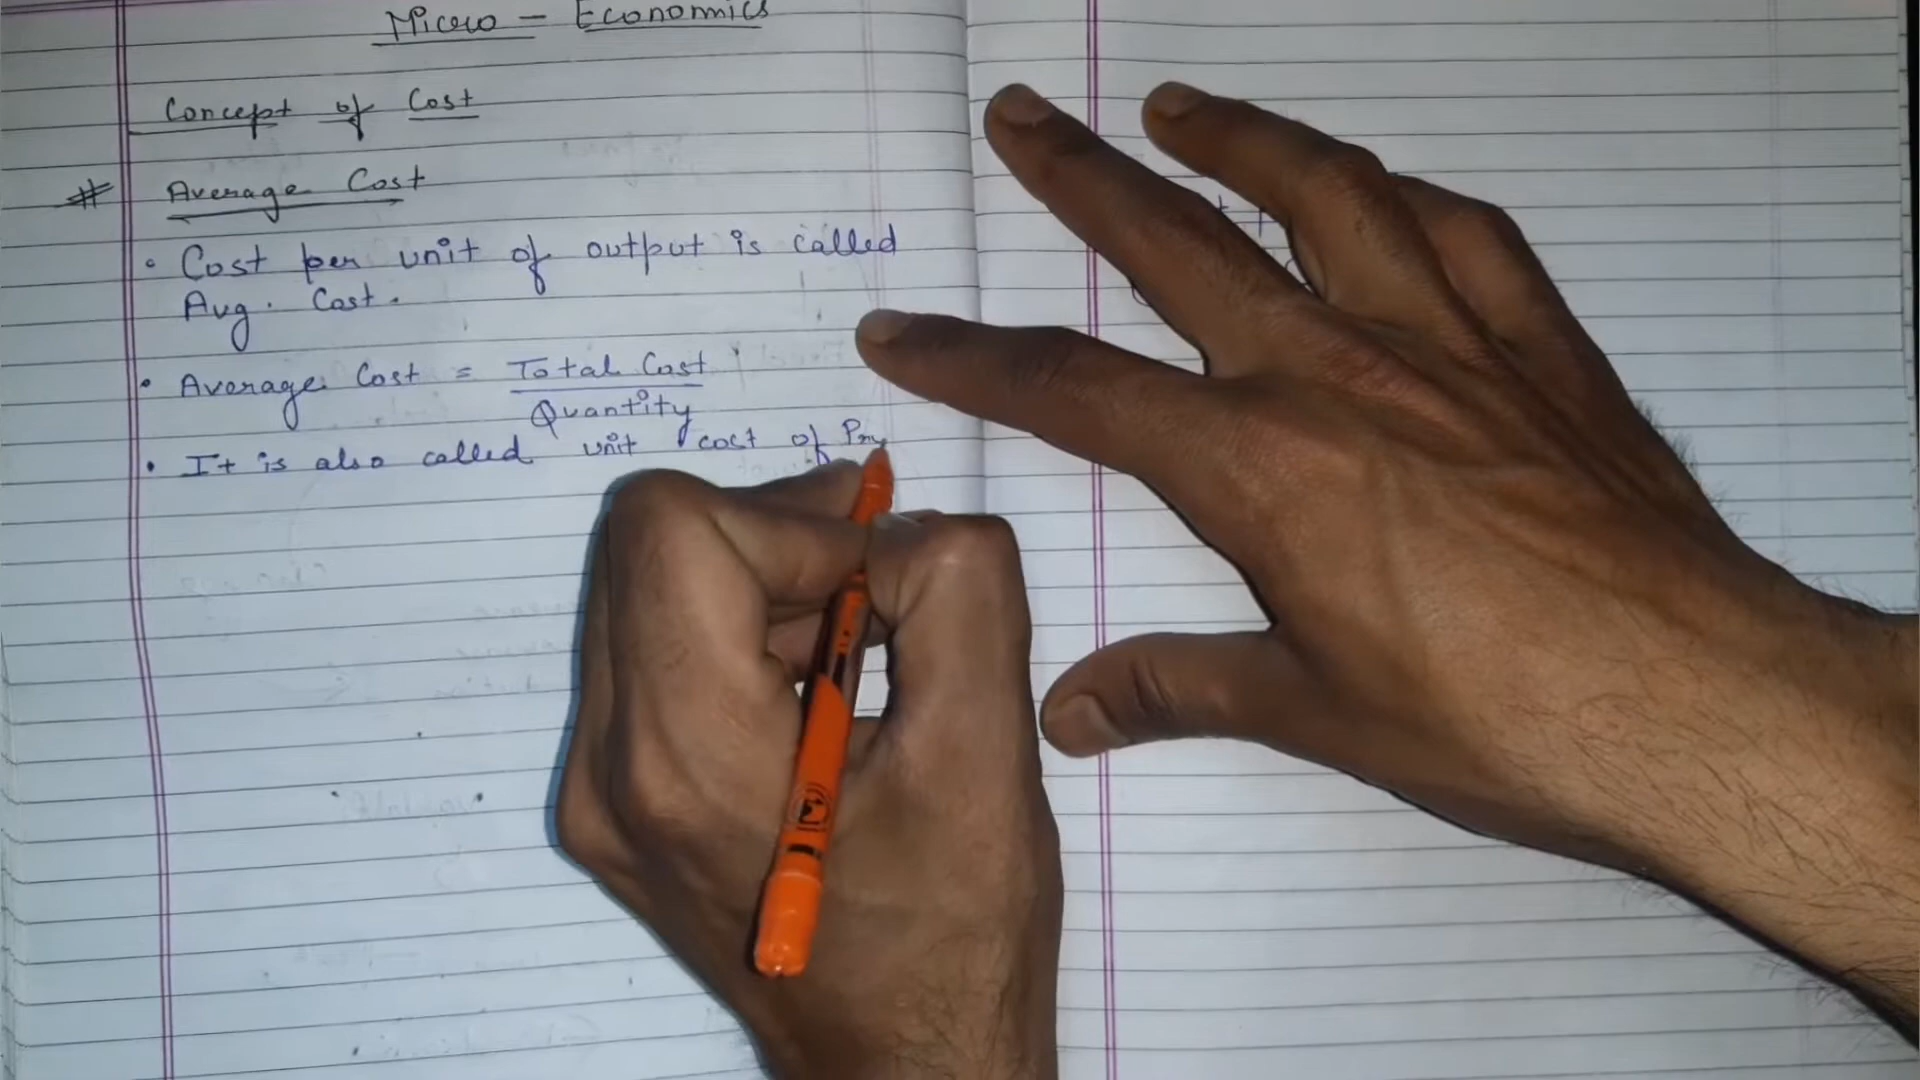 Micro - Economics
Concept of Cost
# Average Cost
• Cost per unit of output is called
Avg. Cost.
• Average Cost = Total Cost
Quantity
• It is also called unit cost of